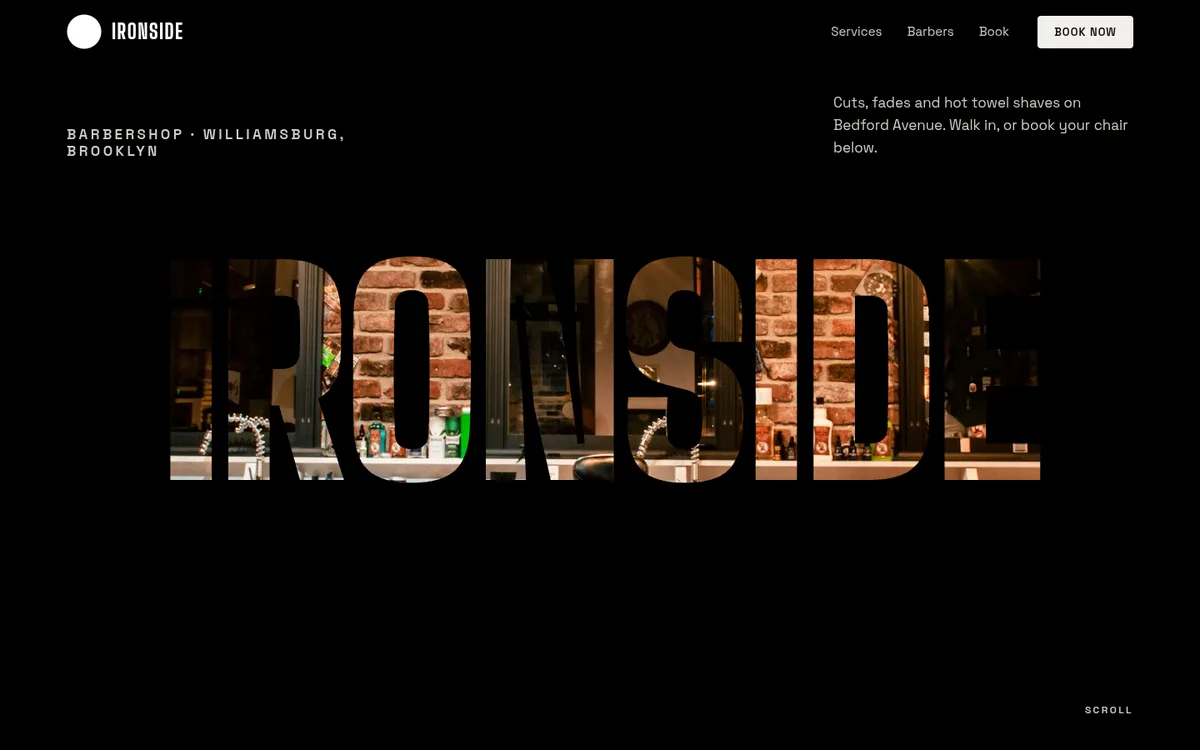 IRONSIDE
Services
Barbers
Book
BOOK NOW
Cuts, fades and hot towel shaves on
Bedford Avenue. Walk in, or book your chair
below.
BARBERSHOP · WILLIAMSBURG,
BROOKLYN
IRONSIDE
SCROLL